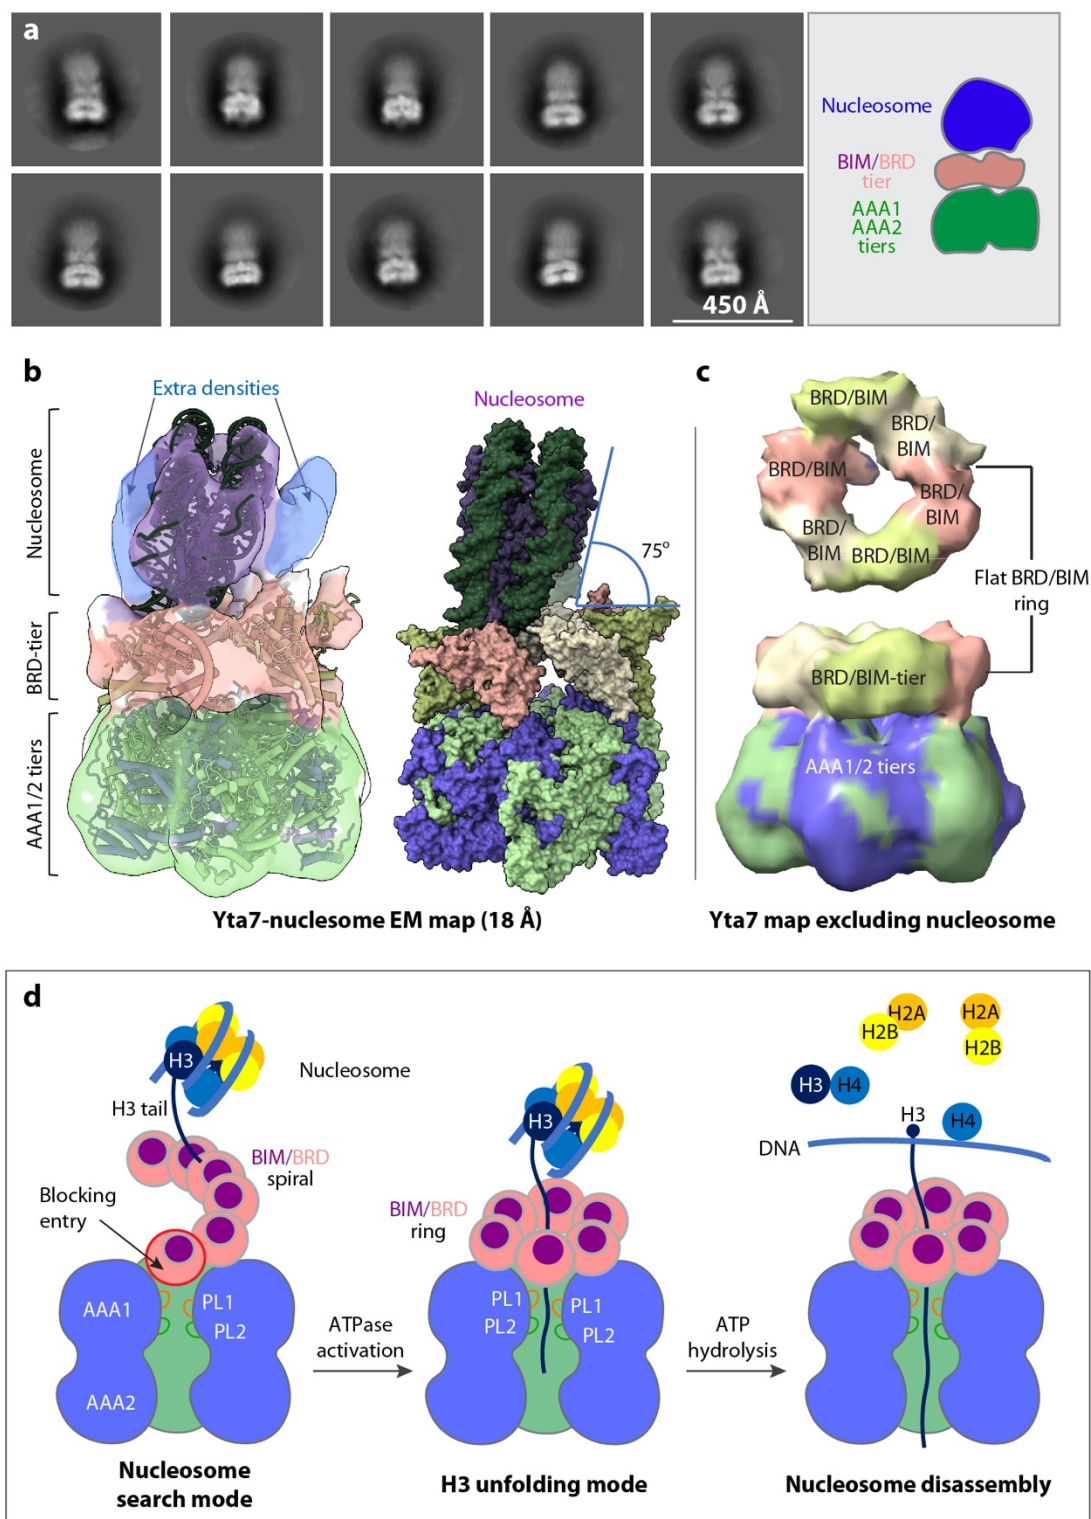 a
Nucleosome
BIM/BRD
tier
AAA1
AAA2
tiers
450 Å
b
Extra densities
Nucleosome
BRD-tier
AAA1/2 tiers
Nucleosome
75°
Yta7-nuclesome EM map (18 Å)
c
BRD/BIM
BRD/
BIM
BRD/BIM
BRD/
BIM
BRD/
BIM
BRD/BIM
Flat BRD/BIM
ring
BRD/BIM-tier
AAA1/2 tiers
Yta7 map excluding nucleosome
d
H3
Nucleosome
H3 tail
BIM/BRD
spiral
Blocking
entry
AAA1
PL1
PL2
AAA2
Nucleosome
search mode
ATPase
activation
H3
BIM/BRD
ring
PL1
PL1
PL2
PL2
H3 unfolding mode
ATP
hydrolysis
H2A
H2B
H2A
H2B
H3
H4
H3
H4
DNA
Nucleosome disassembly